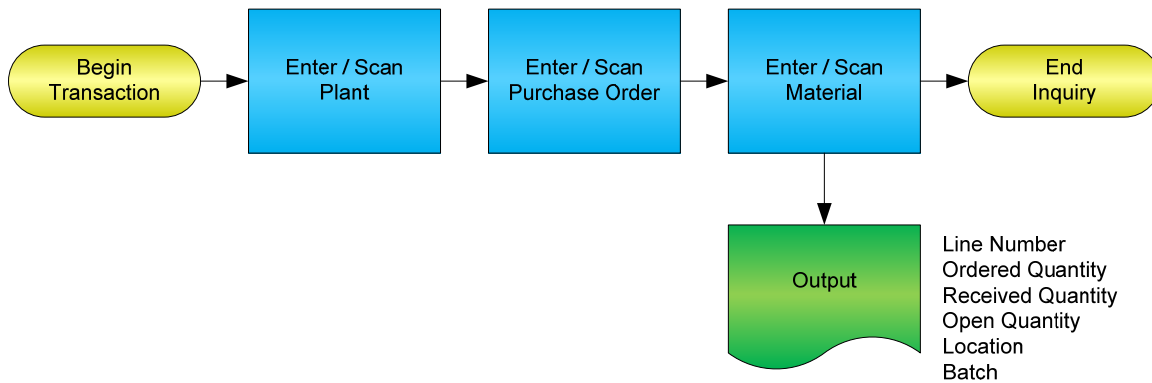 Begin
Transaction
Enter / Scan
Plant
Enter / Scan
Purchase Order
Enter / Scan
Material
End
Inquiry
Output
Line Number
Ordered Quantity
Received Quantity
Open Quantity
Location
Batch